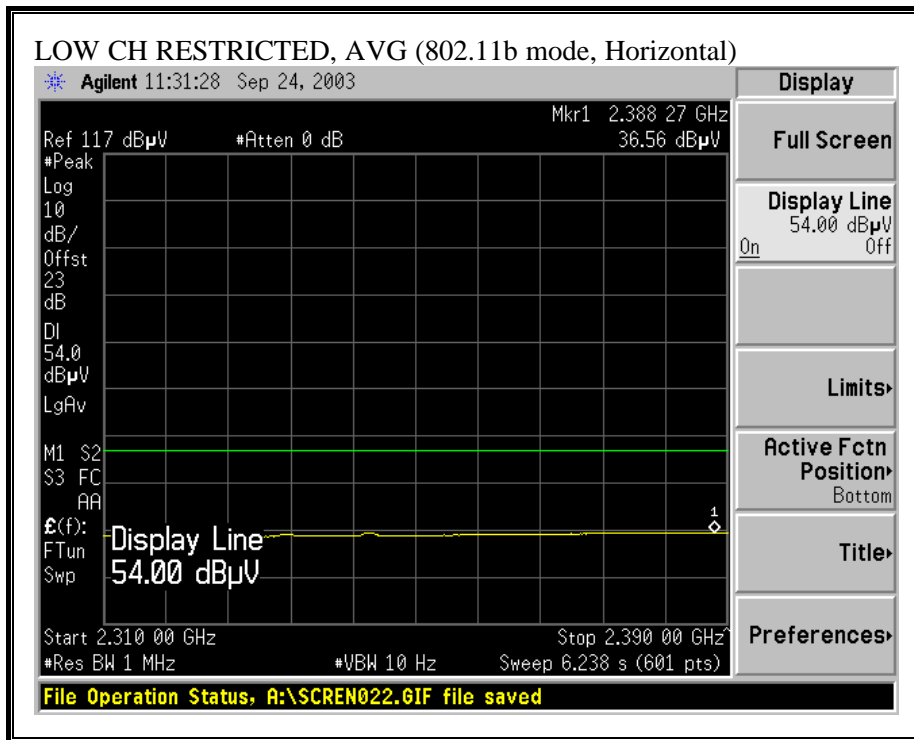 LOW CH RESTRICTED, AVG (802.11b mode, Horizontal)
Agilent 11:31:28 Sep 24, 2003
Display
Mkr1 2.388 27 GHz
Ref 117 dBµV #Atten 0 dB 36.56 dBµV
Full Screen
#Peak
Log
10
dB/
Offst
23
dB
DI
54.0
dBµV
LgAv
M1 S2
S3 FC
AA
£(f):
FTun
Swp
1
Display Line
54.00 dBµV
Start 2.310 00 GHz Stop 2.390 00 GHz^
#Res BW 1 MHz #VBW 10 Hz Sweep 6.238 s (601 pts)
Display Line
54.00 dBµV
On Off
Limits
Active Fctn
Position
Bottom
Title
Preferences
File Operation Status, A:\SCREN022.GIF file saved